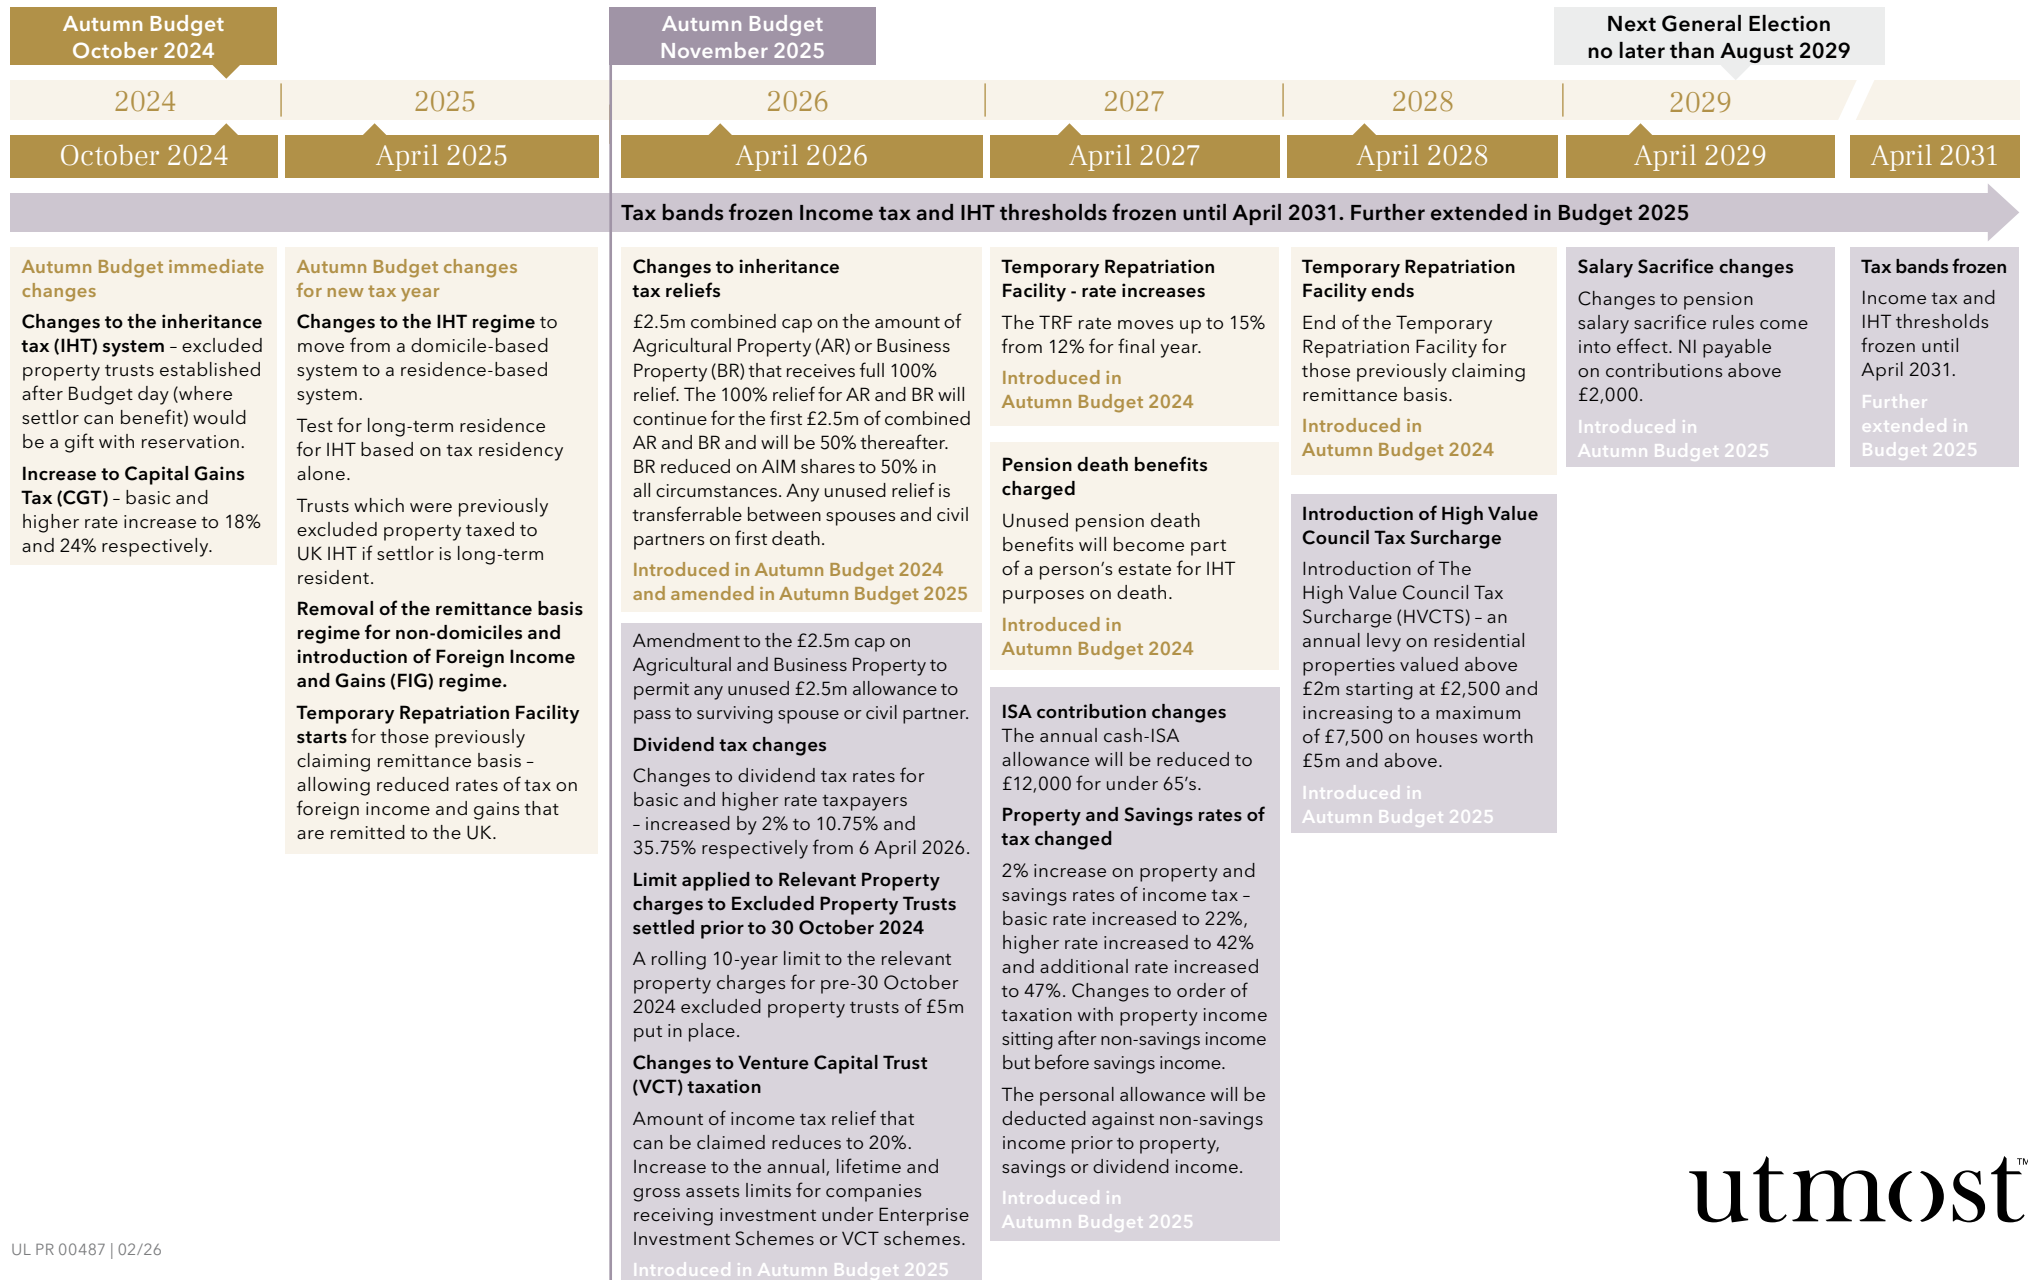 Autumn Budget
October 2024
Autumn Budget
November 2025
Next General Election
no later than August 2029
2024
2025
2026
2027
2028
2029
October 2024
April 2025
April 2026
April 2027
April 2028
April 2029
April 2031
Tax bands frozen Income tax and IHT thresholds frozen until April 2031. Further extended in Budget 2025
Autumn Budget immediate
changes
Changes to the inheritance
tax (IHT) system – excluded
property trusts established
after Budget day (where
settlor can benefit) would
be a gift with reservation.
Increase to Capital Gains
Tax (CGT) – basic and
higher rate increase to 18%
and 24% respectively.
Autumn Budget changes
for new tax year
Changes to the IHT regime to
move from a domicile-based
system to a residence-based
system.
Test for long-term residence
for IHT based on tax residency
alone.
Trusts which were previously
excluded property taxed to
UK IHT if settlor is long-term
resident.
Removal of the remittance basis
regime for non-domiciles and
introduction of Foreign Income
and Gains (FIG) regime.
Temporary Repatriation Facility
starts for those previously
claiming remittance basis –
allowing reduced rates of tax on
foreign income and gains that
are remitted to the UK.
Changes to inheritance
tax reliefs
£2.5m combined cap on the amount of
Agricultural Property (AR) or Business
Property (BR) that receives full 100%
relief. The 100% relief for AR and BR will
continue for the first £2.5m of combined
AR and BR and will be 50% thereafter.
BR reduced on AIM shares to 50% in
all circumstances. Any unused relief is
transferrable between spouses and civil
partners on first death.
Introduced in Autumn Budget 2024
and amended in Autumn Budget 2025
Amendment to the £2.5m cap on
Agricultural and Business Property to
permit any unused £2.5m allowance to
pass to surviving spouse or civil partner.
Dividend tax changes
Changes to dividend tax rates for
basic and higher rate taxpayers
– increased by 2% to 10.75% and
35.75% respectively from 6 April 2026.
Limit applied to Relevant Property
charges to Excluded Property Trusts
settled prior to 30 October 2024
A rolling 10-year limit to the relevant
property charges for pre-30 October
2024 excluded property trusts of £5m
put in place.
Changes to Venture Capital Trust
(VCT) taxation
Amount of income tax relief that
can be claimed reduces to 20%.
Increase to the annual, lifetime and
gross assets limits for companies
receiving investment under Enterprise
Investment Schemes or VCT schemes.
Introduced in Autumn Budget 2025
Temporary Repatriation
Facility - rate increases
The TRF rate moves up to 15%
from 12% for final year.
Introduced in
Autumn Budget 2024
Pension death benefits
charged
Unused pension death
benefits will become part
of a person’s estate for IHT
purposes on death.
Introduced in
Autumn Budget 2024
ISA contribution changes
The annual cash-ISA
allowance will be reduced to
£12,000 for under 65’s.
Property and Savings rates of
tax changed
2% increase on property and
savings rates of income tax –
basic rate increased to 22%,
higher rate increased to 42%
and additional rate increased
to 47%. Changes to order of
taxation with property income
sitting after non-savings income
but before savings income.
The personal allowance will be
deducted against non-savings
income prior to property,
savings or dividend income.
Introduced in
Autumn Budget 2025
Temporary Repatriation
Facility ends
End of the Temporary
Repatriation Facility for
those previously claiming
remittance basis.
Introduced in
Autumn Budget 2024
Introduction of High Value
Council Tax Surcharge
Introduction of The
High Value Council Tax
Surcharge (HVCTS) – an
annual levy on residential
properties valued above
£2m starting at £2,500 and
increasing to a maximum
of £7,500 on houses worth
£5m and above.
Introduced in
Autumn Budget 2025
Salary Sacrifice changes
Changes to pension
salary sacrifice rules come
into effect. NI payable
on contributions above
£2,000.
Introduced in
Autumn Budget 2025
Tax bands frozen
Income tax and
IHT thresholds
frozen until
April 2031.
Further
extended in
Budget 2025
utmost™
UL PR 00487 | 02/26